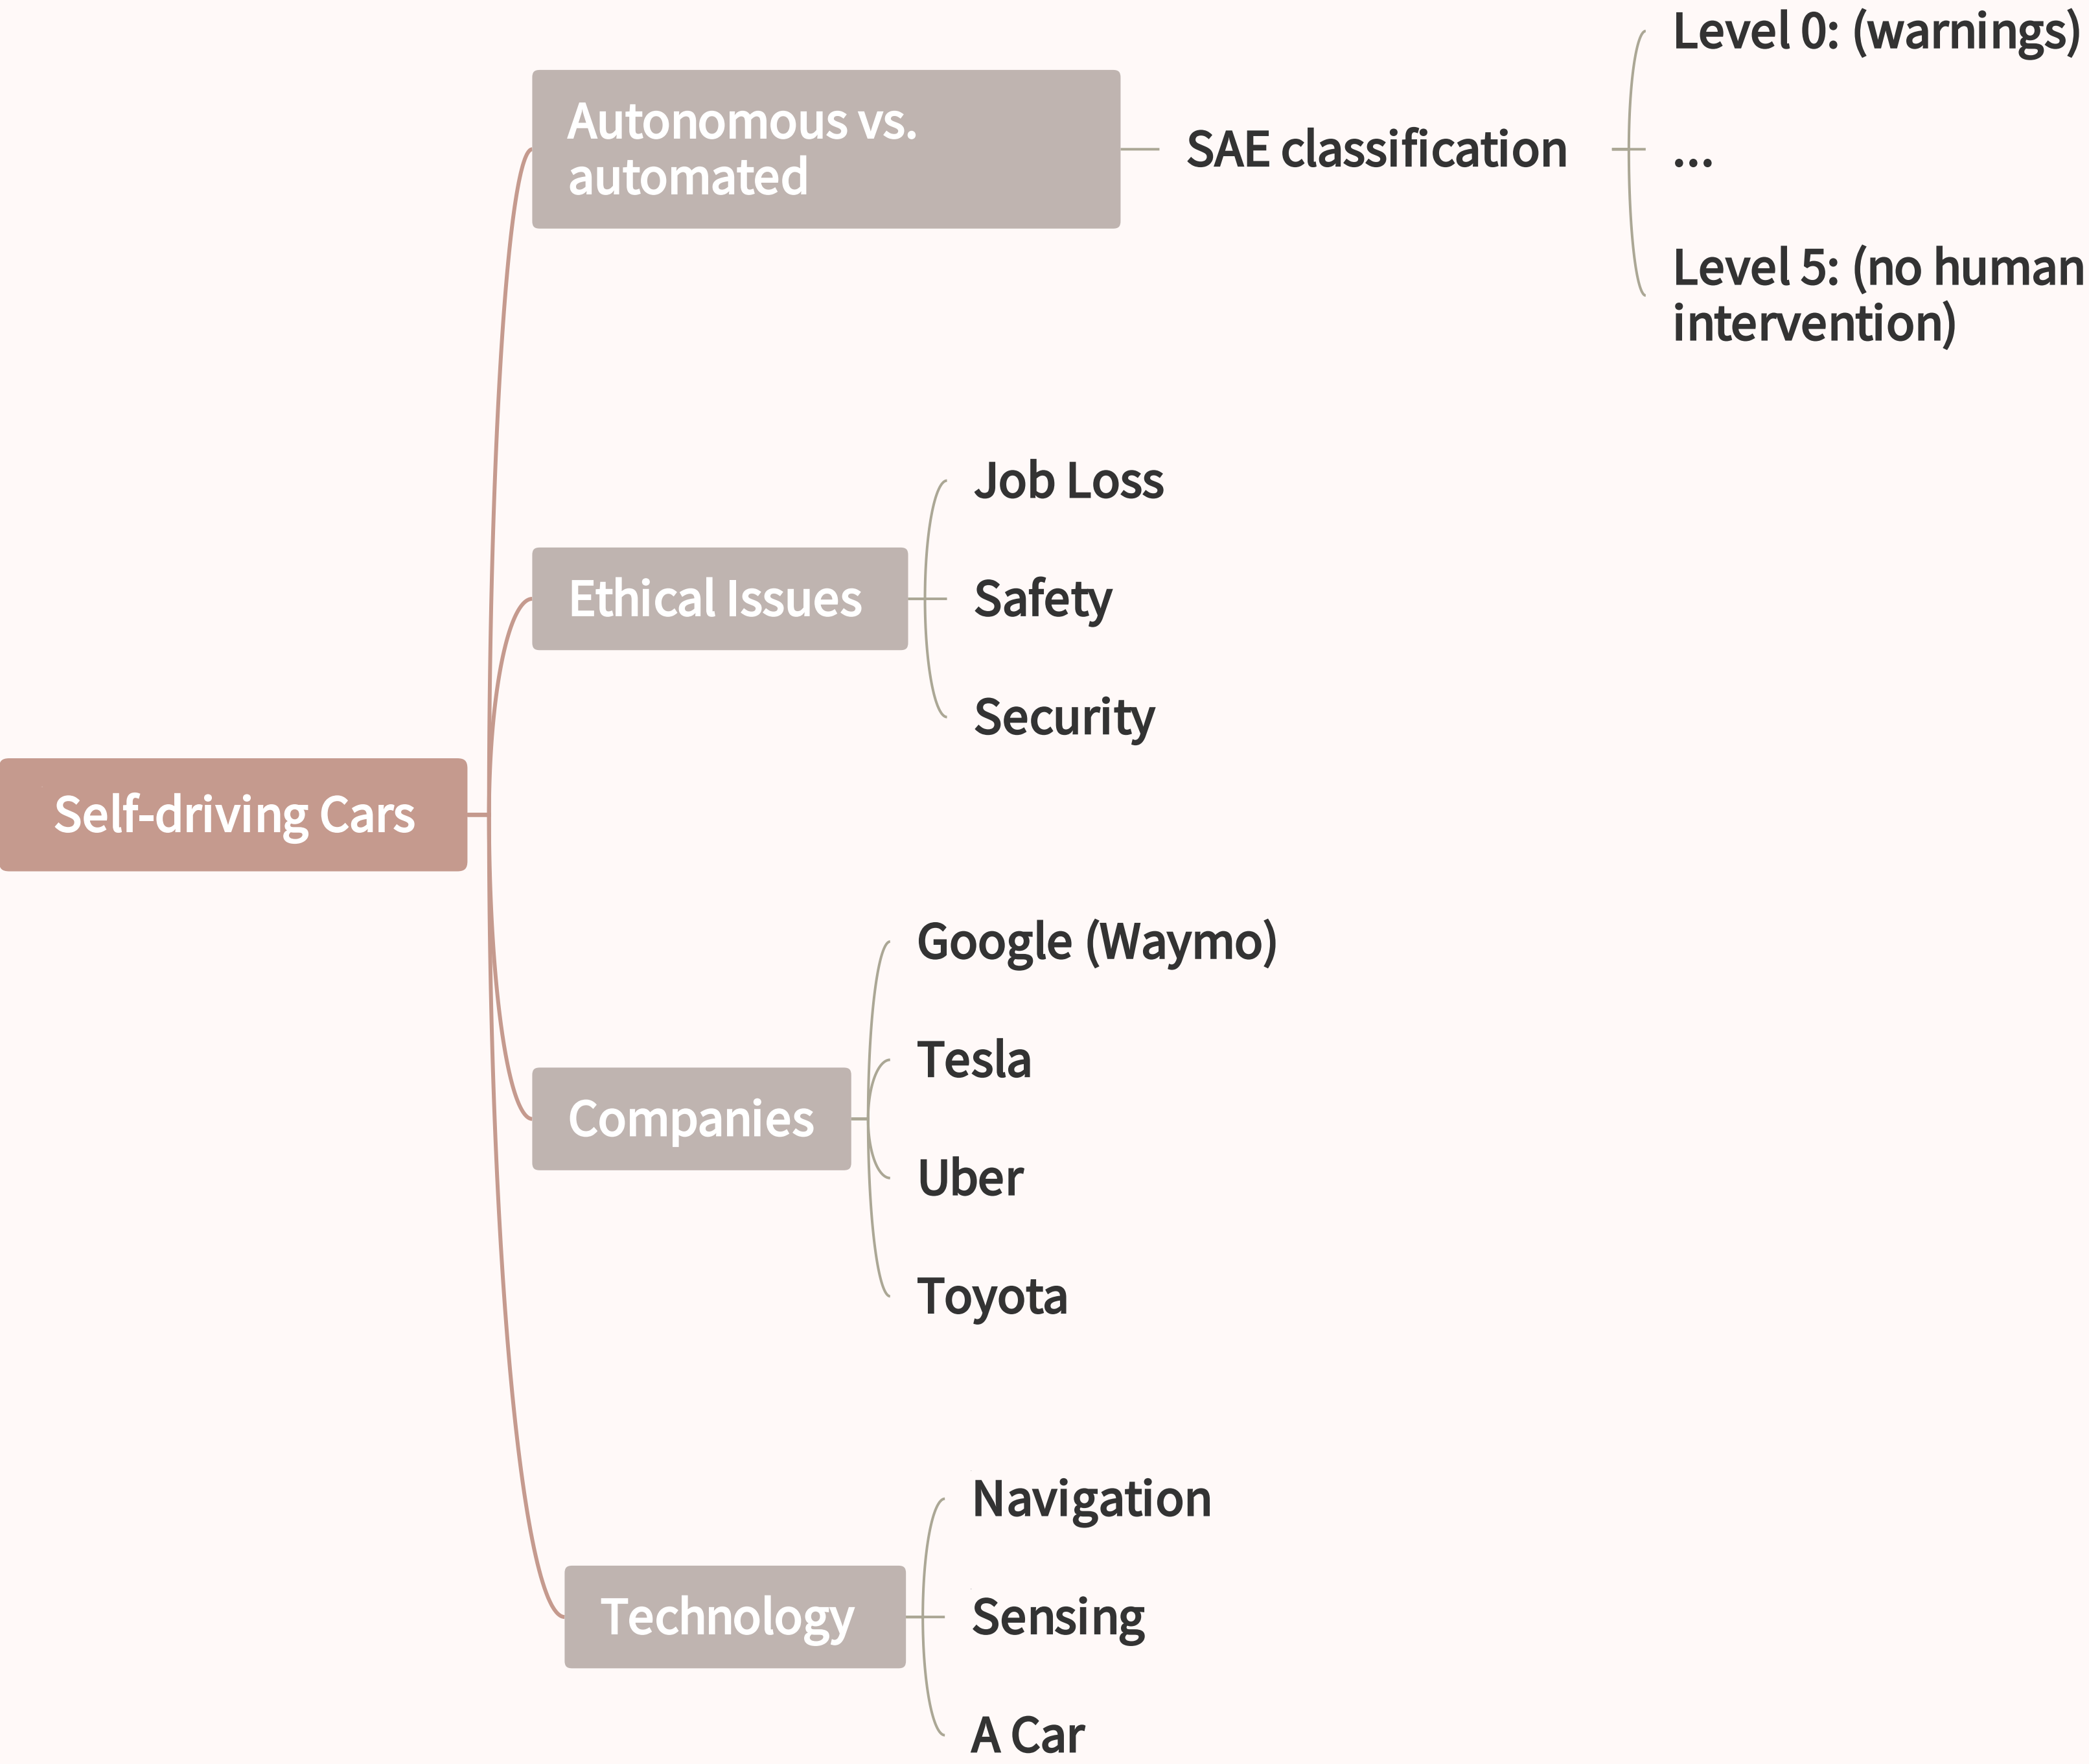 Self-driving Cars
Autonomous vs.
automated
SAE classification
Level 0: (warnings)
...
Level 5: (no human
intervention)
Ethical Issues
Job Loss
Safety
Security
Companies
Google (Waymo)
Tesla
Uber
Toyota
Technology
Navigation
Sensing
A Car